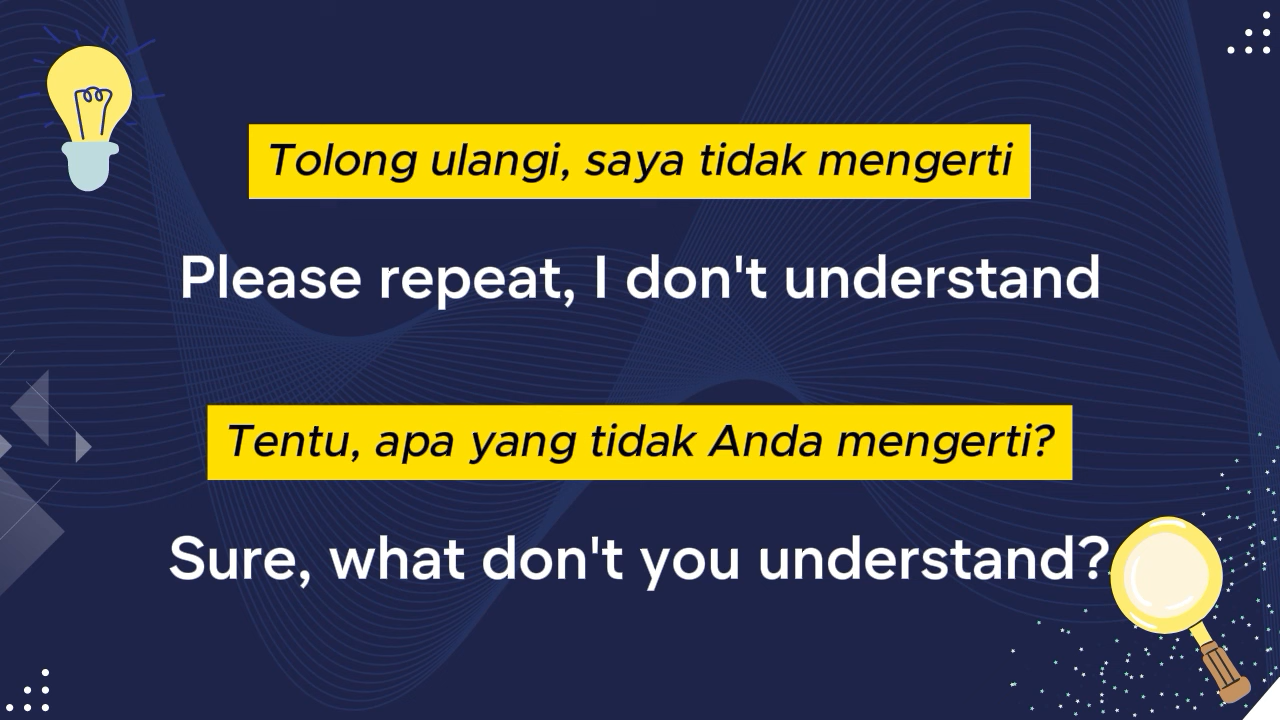 Tolong ulangi, saya tidak mengerti
Please repeat, I don't understand
Tentu, apa yang tidak Anda mengerti?
Sure, what don't you understand?